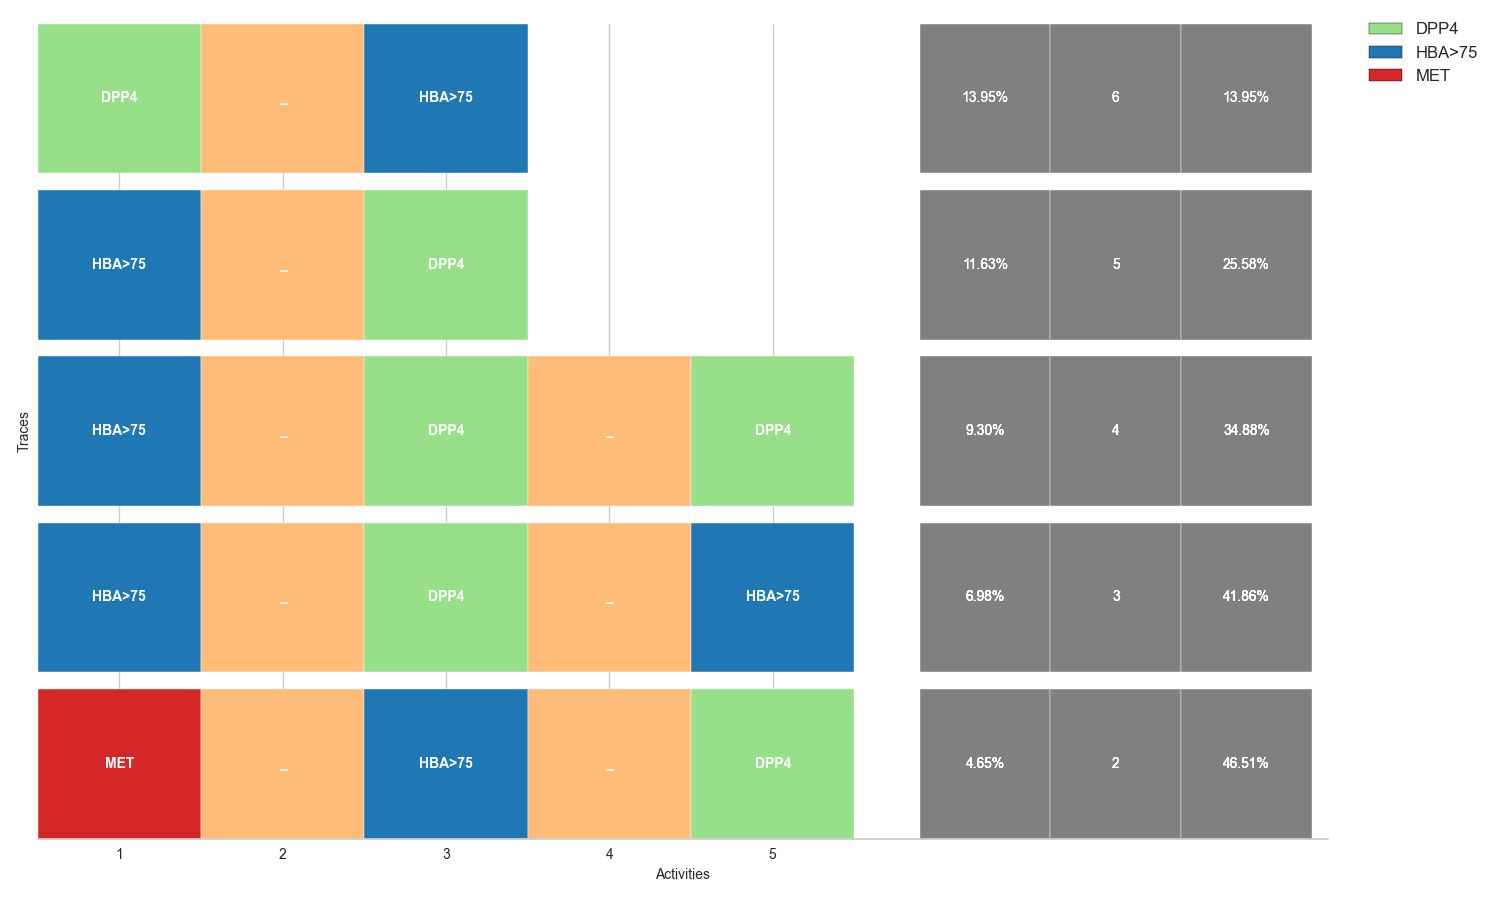 DPP4 _ HBA>75 13.95% 6 13.95%
HBA>75 _ DPP4 11.63% 5 25.58%
HBA>75 _ DPP4 _ DPP4 9.30% 4 34.88%
HBA>75 _ DPP4 _ HBA>75 6.98% 3 41.86%
MET _ HBA>75 _ DPP4 4.65% 2 46.51%
1 2 3 4 5
Activities
Traces
DPP4
HBA>75
MET